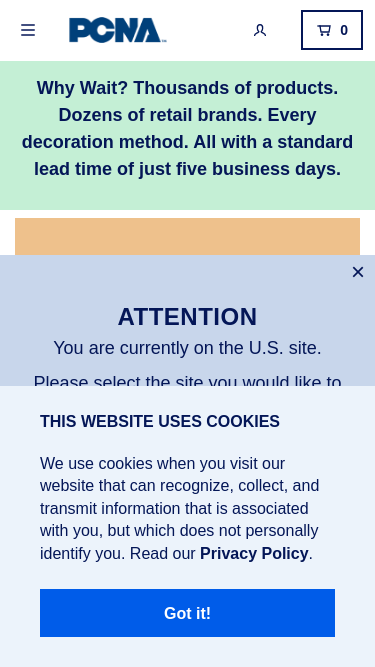 PCNA
0
Why Wait? Thousands of products.
Dozens of retail brands. Every
decoration method. All with a standard
lead time of just five business days.
ATTENTION
You are currently on the U.S. site.
Please select the site you would like to
THIS WEBSITE USES COOKIES
We use cookies when you visit our
website that can recognize, collect, and
transmit information that is associated
with you, but which does not personally
identify you. Read our Privacy Policy.
Got it!